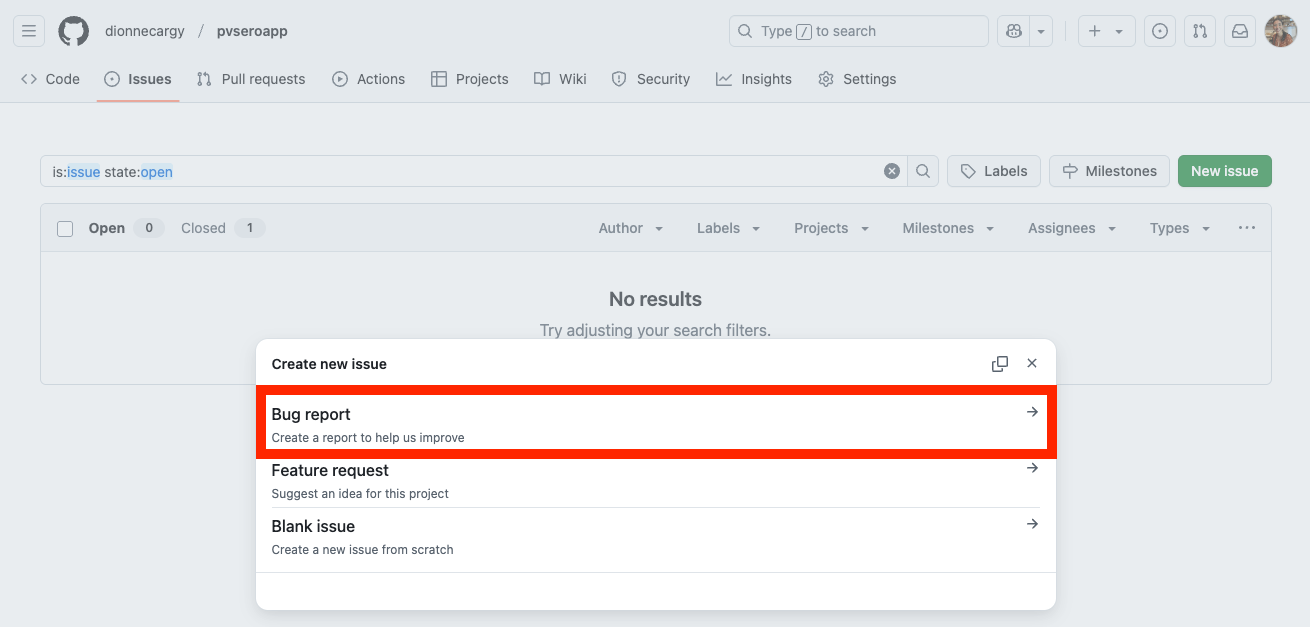 dionnecargy / pvseroapp Type / to search
Code Issues Pull requests Actions Projects Wiki Security Insights Settings
is:issue state:open Labels Milestones New issue
Open 0 Closed 1 Author Labels Projects Milestones Assignees Types
No results
Try adjusting your search filters.
Create new issue
Bug report
Create a report to help us improve
Feature request
Suggest an idea for this project
Blank issue
Create a new issue from scratch